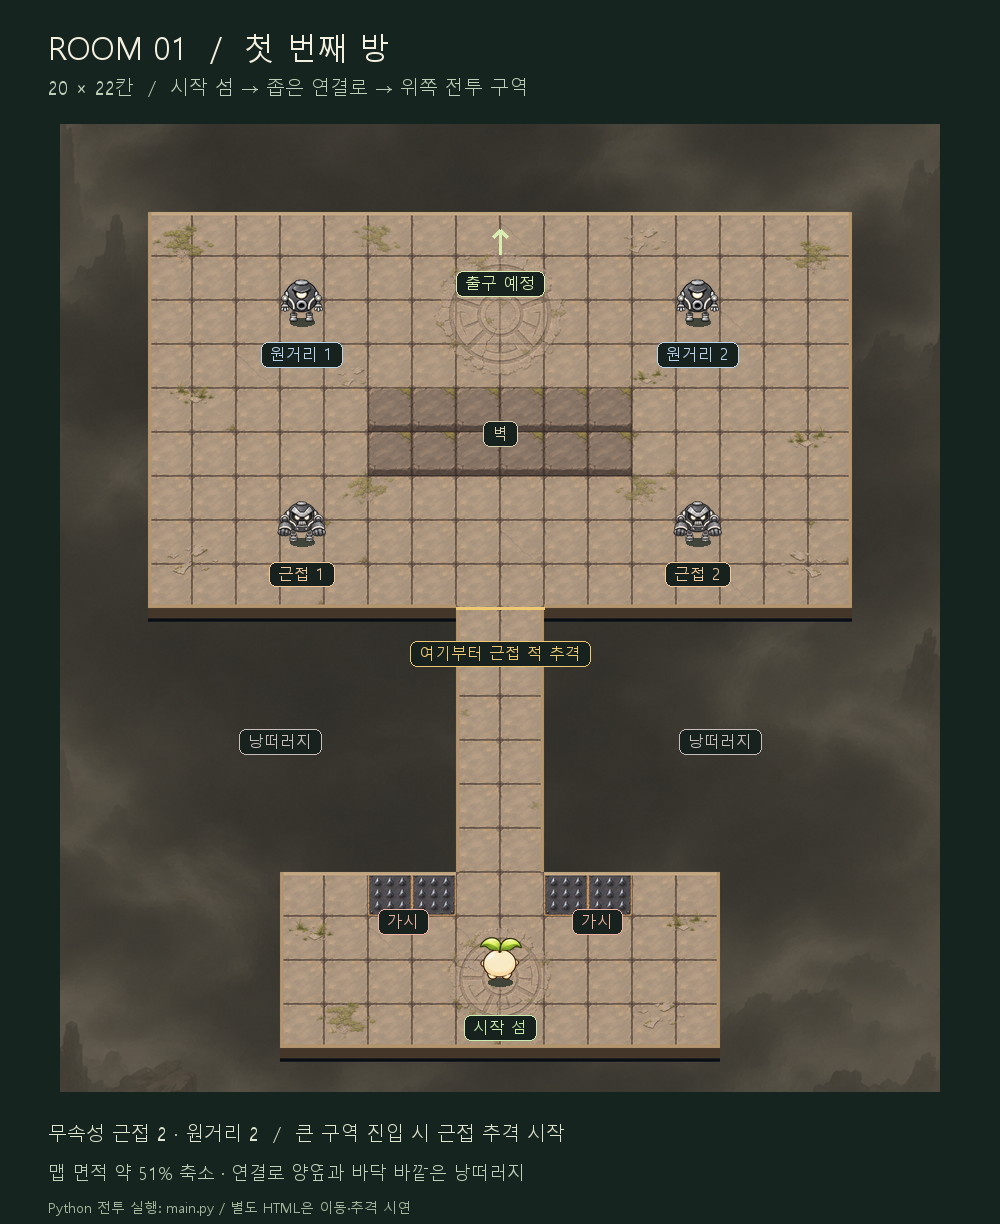 ROOM 01 / 첫 번째 방
20 × 22칸 / 시작 섬 → 좁은 연결로 → 위쪽 전투 구역
출구 예정
원거리 1
원거리 2
벽
근접 1
근접 2
여기부터 근접 적 추격
낭떠러지
낭떠러지
가시
가시
시작 섬
무속성 근접 2 · 원거리 2 / 큰 구역 진입 시 근접 추격 시작
맵 면적 약 51% 축소 · 연결로 양옆과 바닥 바깥은 낭떠러지
Python 전투 실행: main.py / 별도 HTML은 이동·추격 시연